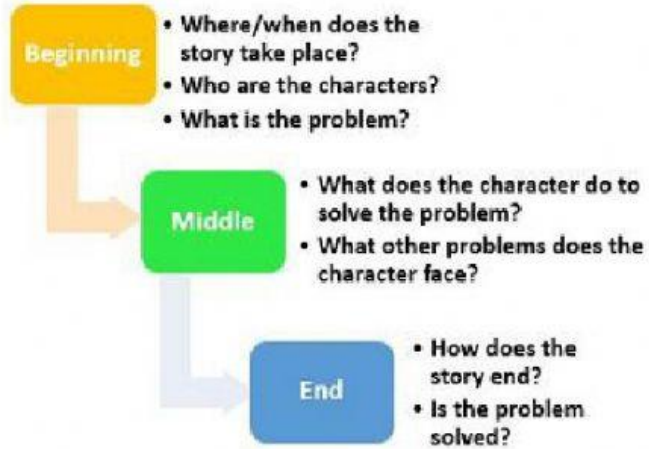 Beginning
• Where/when does the
story take place?
• Who are the characters?
• What is the problem?
Middle
• What does the character do to
solve the problem?
• What other problems does the
character face?
End
• How does the
story end?
• Is the problem
solved?